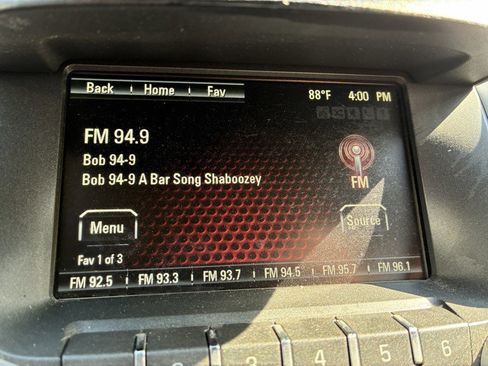 Back Home Fav 88°F 4:00 PM
FM 94.9
Bob 94-9
Bob 94-9 A Bar Song Shaboozey
FM
Menu Source
Fav 1 of 3
FM 92.5 FM 93.3 FM 93.7 FM 94.5 FM 95.7 FM 96.1
2 3 4 5 6